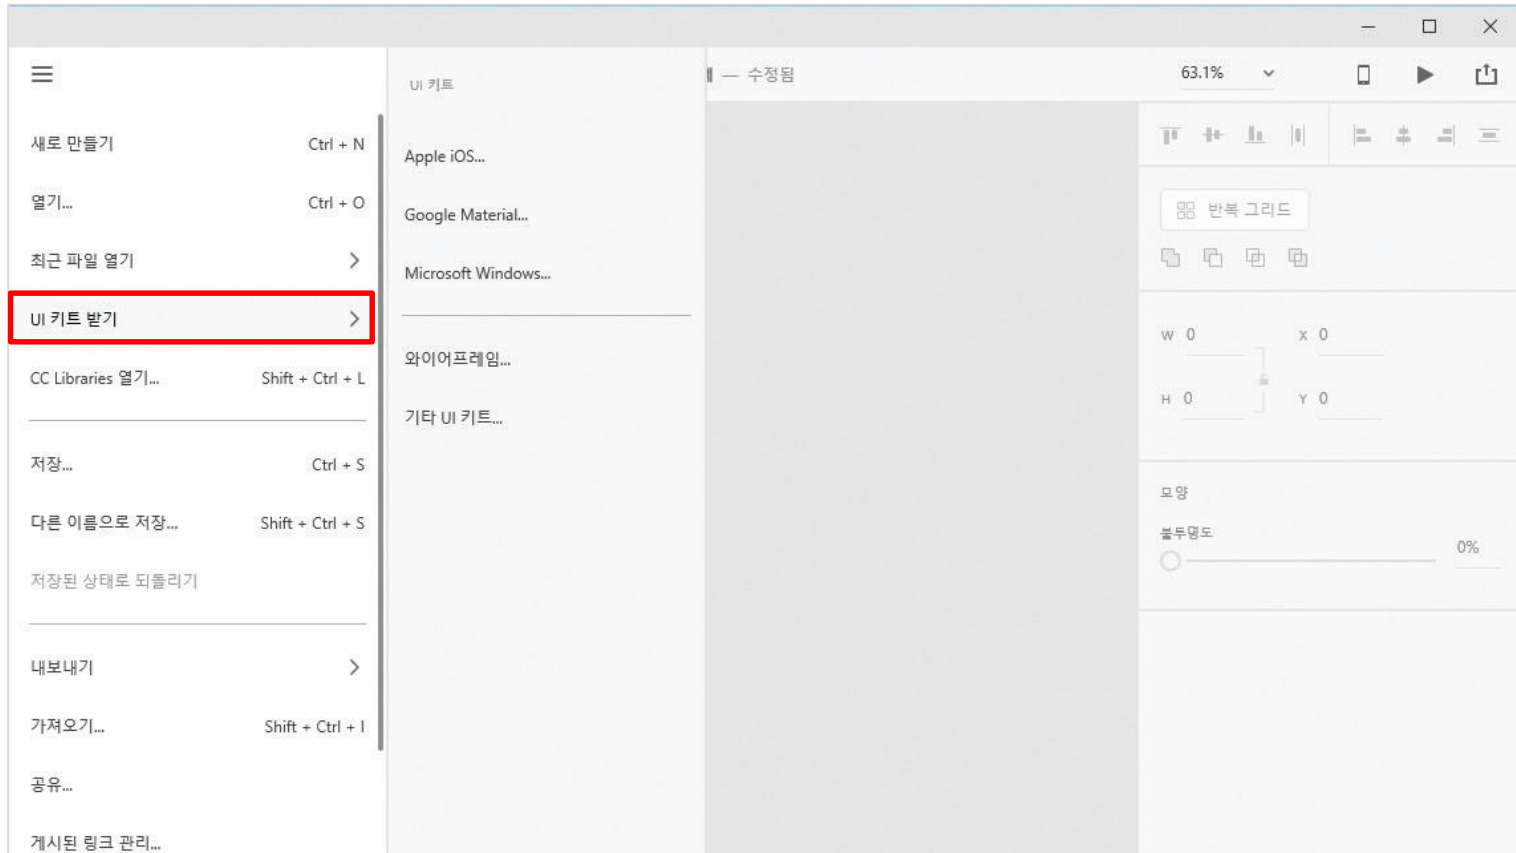 UI 키트
— 수정됨
63.1%
새로 만들기 Ctrl + N
열기... Ctrl + O
최근 파일 열기
UI 키트 받기
CC Libraries 열기... Shift + Ctrl + L
저장... Ctrl + S
다른 이름으로 저장... Shift + Ctrl + S
저장된 상태로 되돌리기
내보내기
가져오기... Shift + Ctrl + I
공유...
게시된 링크 관리...
Apple iOS...
Google Material...
Microsoft Windows...
와이어프레임...
기타 UI 키트...
반복 그리드
W 0 X 0
H 0 Y 0
모양
불투명도
0%